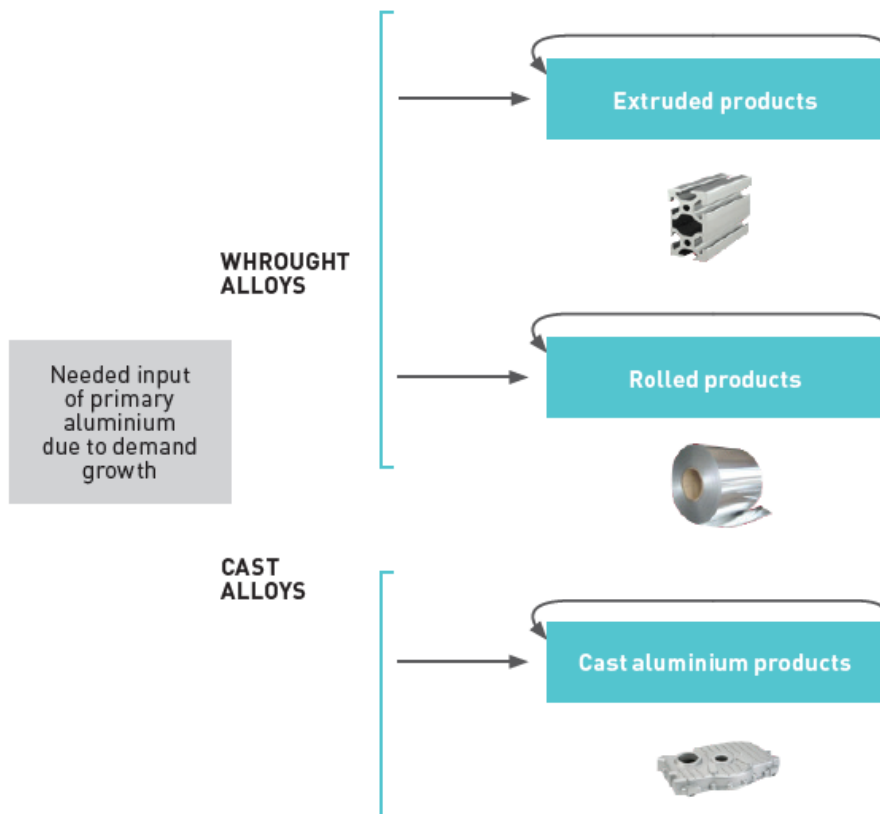 Extruded products
WHROUGHT
ALLOYS
Needed input
of primary
aluminium
due to demand
growth
Rolled products
CAST
ALLOYS
Cast aluminium products